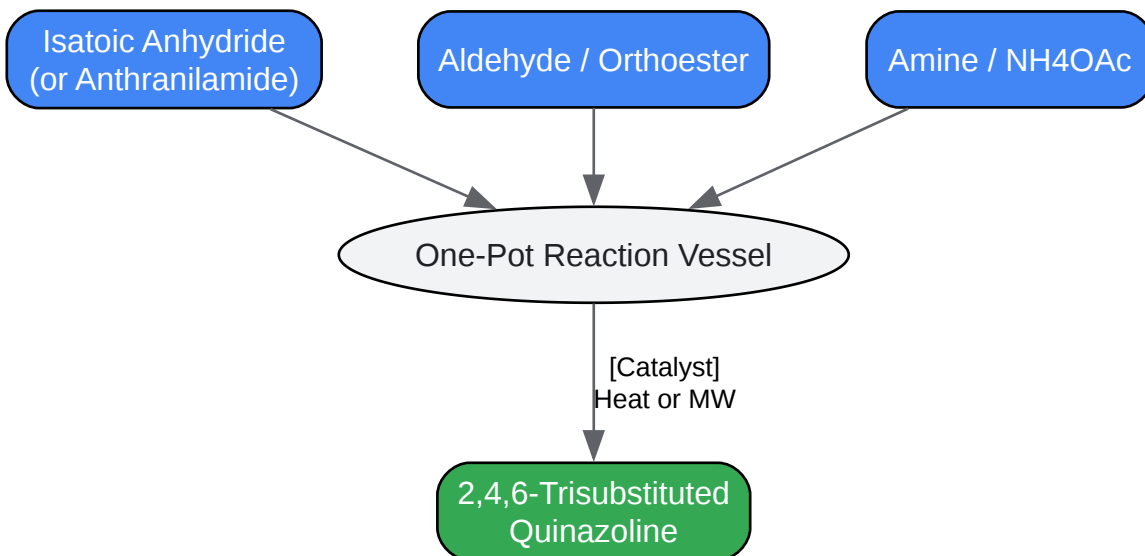 Isatoic Anhydride
(or Anthranilamide)
Aldehyde / Orthoester
Amine / NH4OAc
One-Pot Reaction Vessel
[Catalyst]
Heat or MW
2,4,6-Trisubstituted
Quinazoline